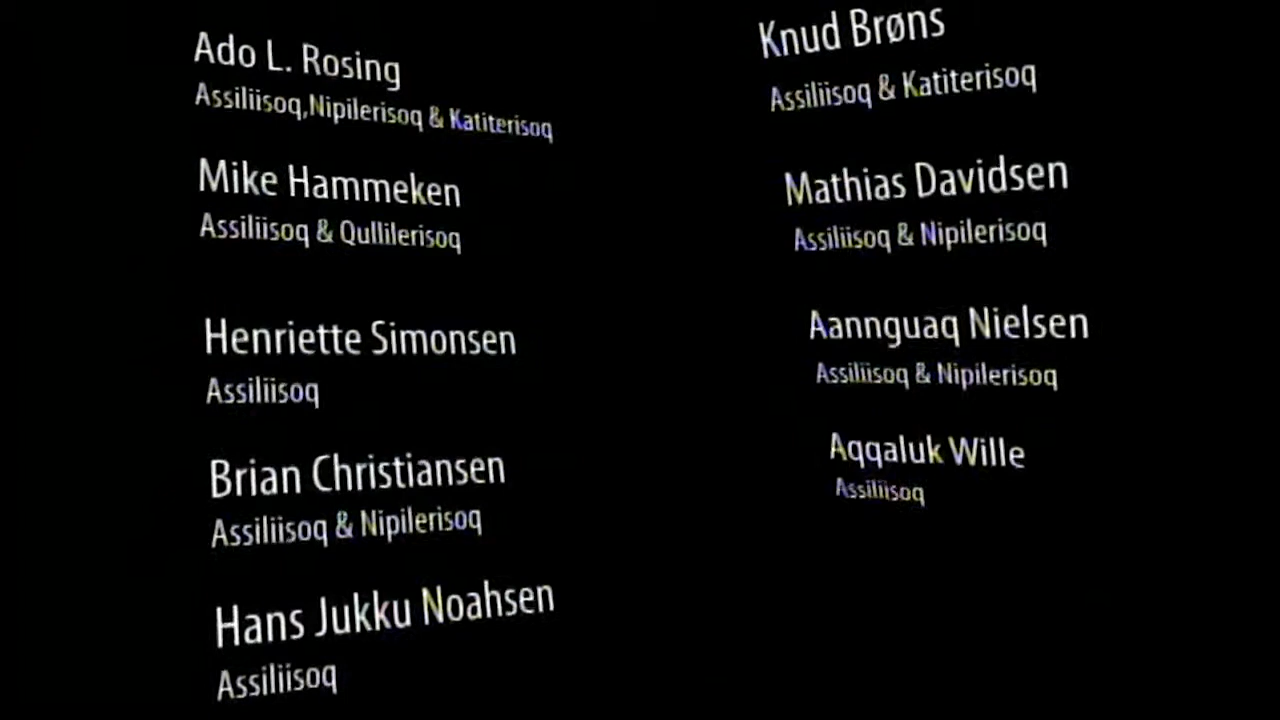 Ado L. Rosing
Assiliisoq,Nipilerisoq & Katiterisoq
Mike Hammeken
Assiliisoq & Qullilerisoq
Henriette Simonsen
Assiliisoq
Brian Christiansen
Assiliisoq & Nipilerisoq
Hans Jukku Noahsen
Assiliisoq
Knud Brøns
Assiliisoq & Katiterisoq
Mathias Davidsen
Assiliisoq & Nipilerisoq
Aannguaq Nielsen
Assiliisoq & Nipilerisoq
Aqqaluk Wille
Assiliisoq